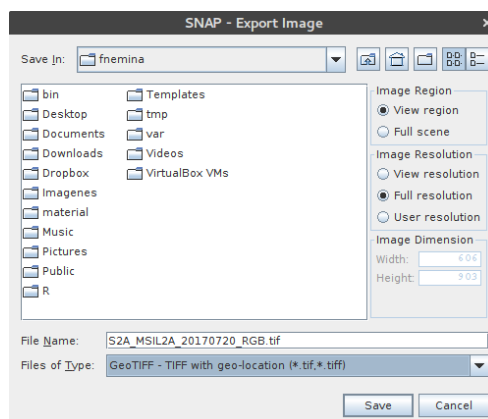 SNAP - Export Image
Save In: fnemina
bin
Desktop
Documents
Downloads
Dropbox
Imagenes
material
Music
Pictures
Public
R
Templates
tmp
var
Videos
VirtualBox VMs
Image Region
View region
Full scene
Image Resolution
View resolution
Full resolution
User resolution
Image Dimension
Width: 606
Height: 903
File Name: S2A_MSIL2A_20170720_RGB.tif
Files of Type: GeoTIFF - TIFF with geo-location (*.tif,*.tiff)
Save Cancel